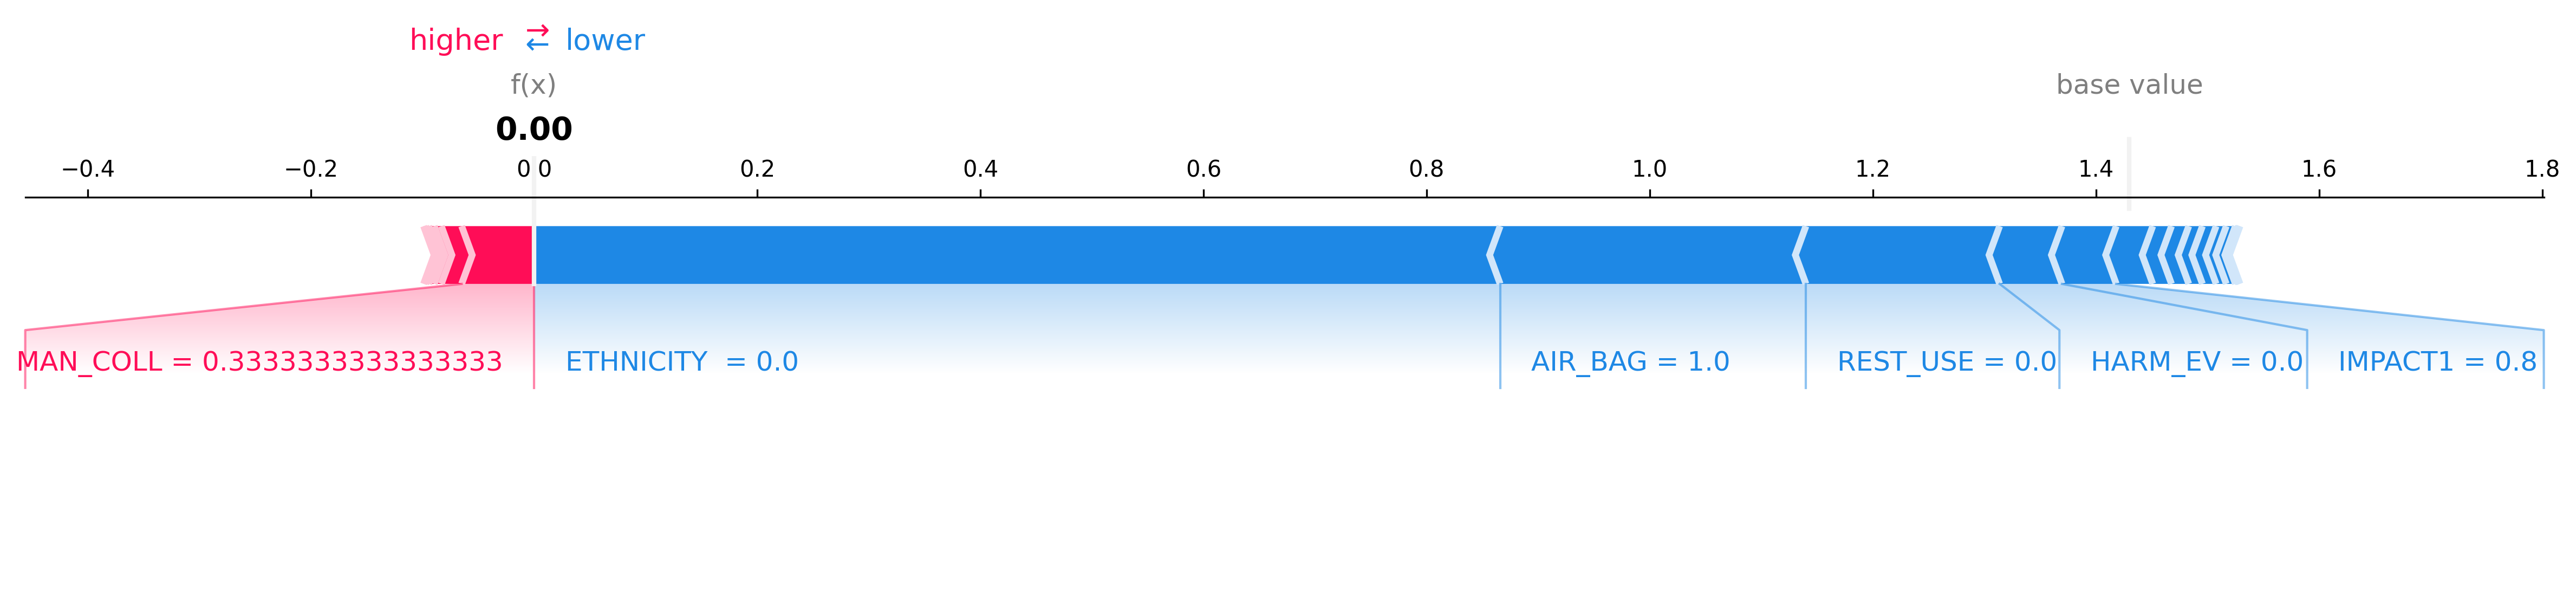 higher ⇄ lower
f(x)
base value
0.00
−0.4 −0.2 0.0 0.2 0.4 0.6 0.8 1.0 1.2 1.4 1.6 1.8
MAN_COLL = 0.3333333333333333 ETHNICITY  = 0.0 AIR_BAG = 1.0 REST_USE = 0.0 HARM_EV = 0.0 IMPACT1 = 0.8